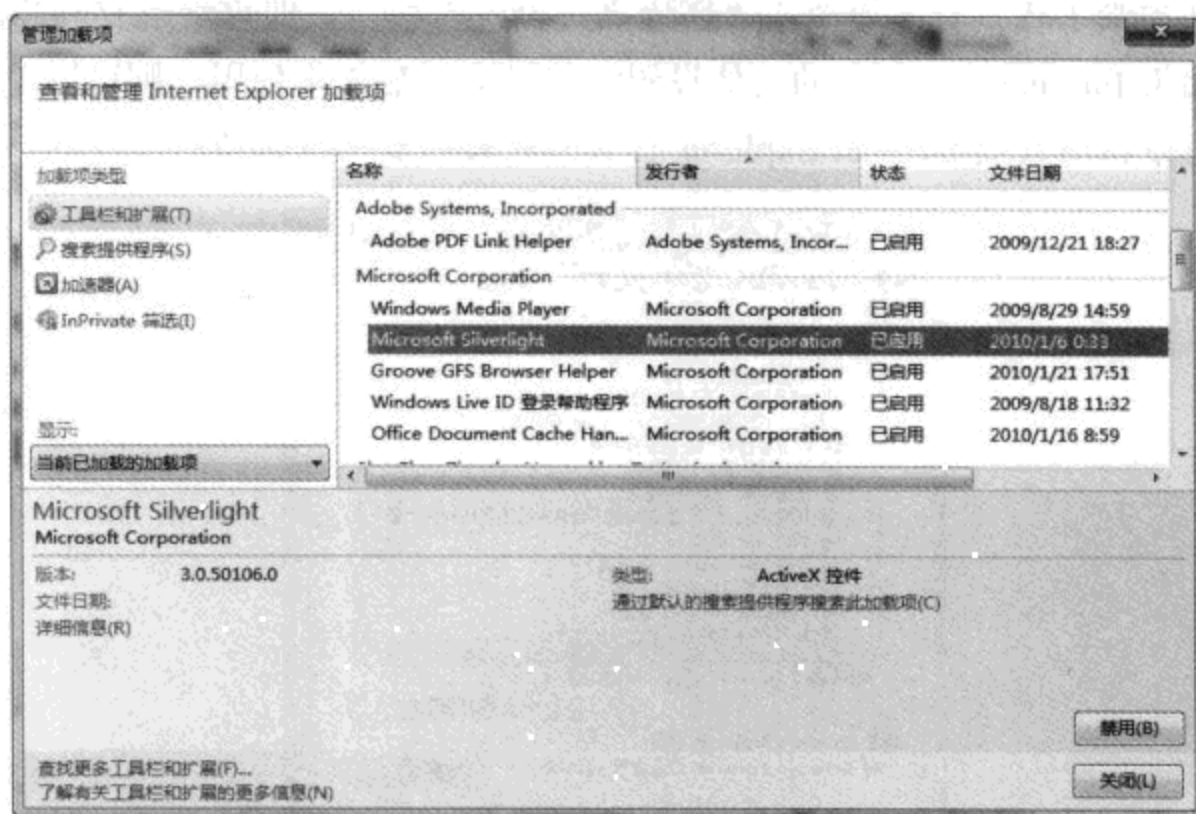 管理加载项
查看和管理 Internet Explorer 加载项
加载项类型
工具栏和扩展(T)
搜索提供程序(S)
加速器(A)
InPrivate 筛选(I)
显示:
当前已加载的加载项
名称 发行者 状态 文件日期
Adobe Systems, Incorporated
Adobe PDF Link Helper Adobe Systems, Incor... 已启用 2009/12/21 18:27
Microsoft Corporation
Windows Media Player Microsoft Corporation 已启用 2009/8/29 14:59
Microsoft Silverlight Microsoft Corporation 已启用 2010/1/6 0:33
Groove GFS Browser Helper Microsoft Corporation 已启用 2010/1/21 17:51
Windows Live ID 登录帮助程序 Microsoft Corporation 已启用 2009/8/18 11:32
Office Document Cache Han... Microsoft Corporation 已启用 2010/1/16 8:59
Microsoft Silverlight
Microsoft Corporation
版本: 3.0.50106.0 类型: ActiveX 控件
文件日期: 通过默认的搜索提供程序搜索此加载项(C)
详细信息(R)
禁用(B)
查找更多工具栏和扩展(F)...
了解有关工具栏和扩展的更多信息(N)
关闭(L)